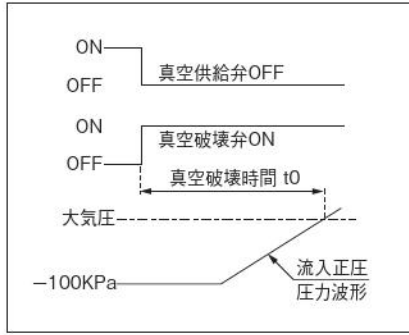 ON
真空供給弁OFF
OFF
ON
真空破壊弁ON
OFF
真空破壊時間 t0
大気圧
流入正圧
圧力波形
−100KPa